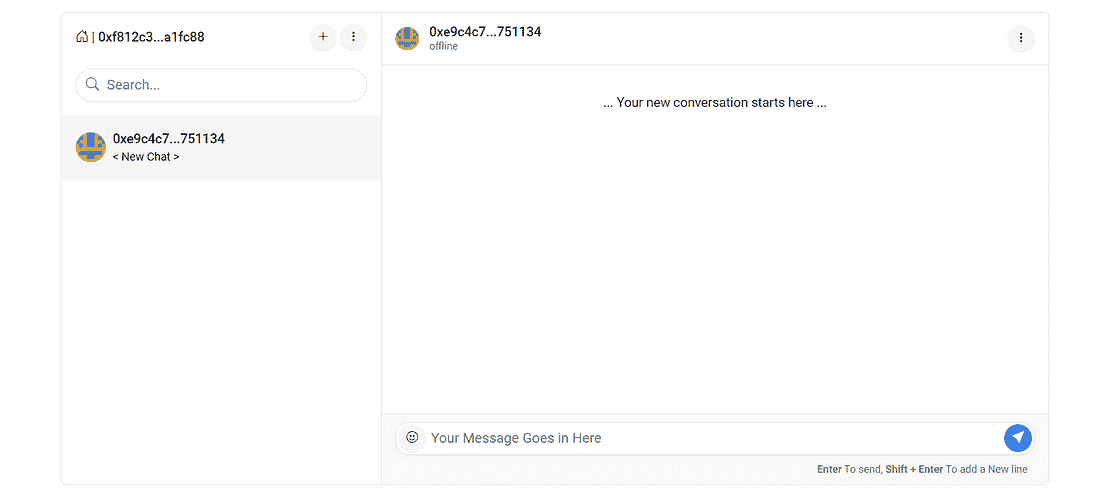 0xf812c3...a1fc88
Search...
0xe9c4c7...751134
< New Chat >
0xe9c4c7...751134
offline
... Your new conversation starts here ...
Your Message Goes in Here
Enter To send, Shift + Enter To add a New line